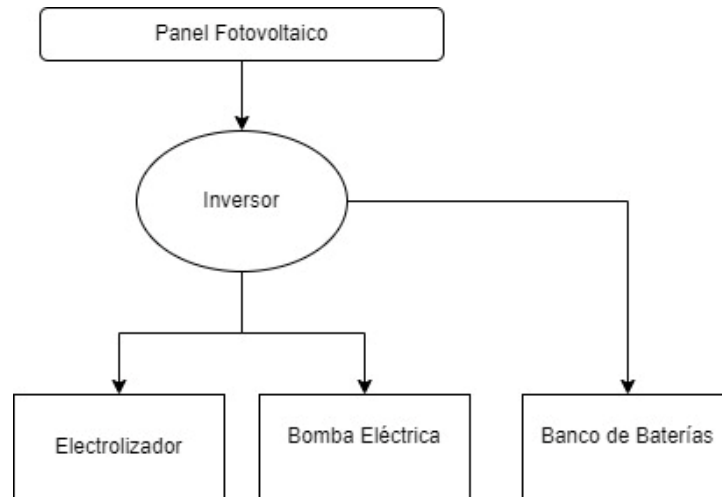 Panel Fotovoltaico
Inversor
Electrolizador
Bomba Eléctrica
Banco de Baterías